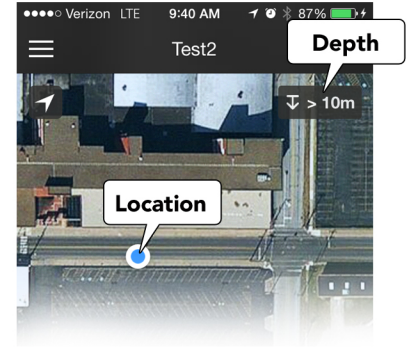 Verizon LTE 9:40 AM 87%
Test2
Depth
> 10m
Location